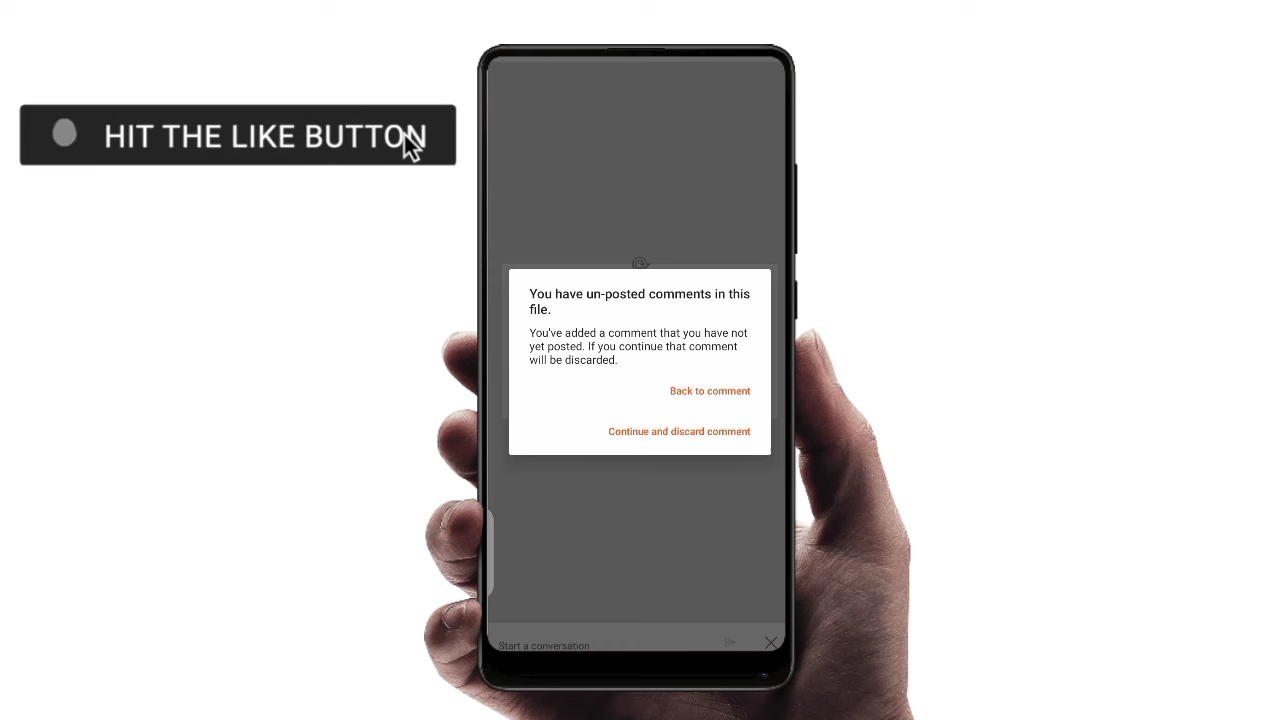 HIT THE LIKE BUTTON
You have un-posted comments in this
file.
You've added a comment that you have not
yet posted. If you continue that comment
will be discarded.
Back to comment
Continue and discard comment
Start a conversation